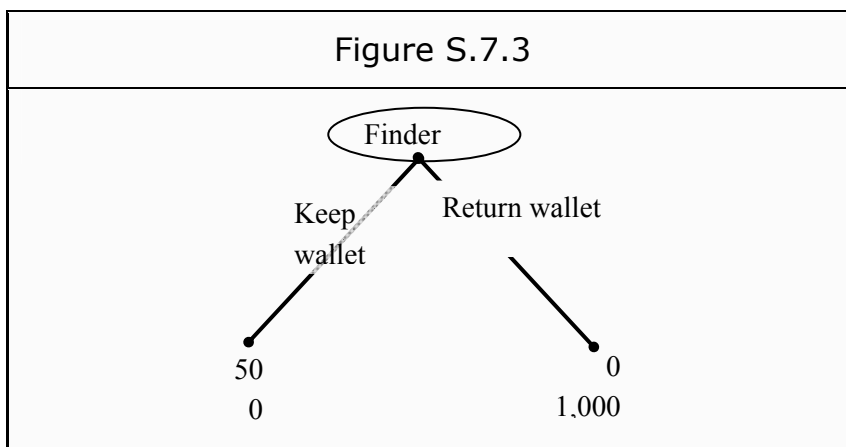 Figure S.7.3
Finder
Keep
wallet
Return wallet
50
0
0
1,000